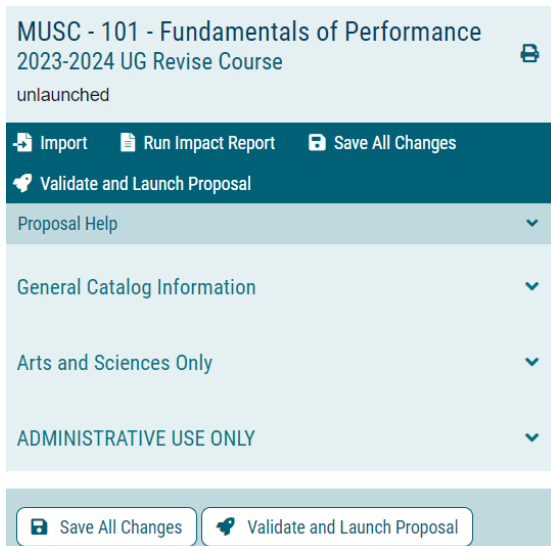 MUSC - 101 - Fundamentals of Performance
2023-2024 UG Revise Course
unlaunched
Import Run Impact Report Save All Changes
Validate and Launch Proposal
Proposal Help
General Catalog Information
Arts and Sciences Only
ADMINISTRATIVE USE ONLY
Save All Changes Validate and Launch Proposal